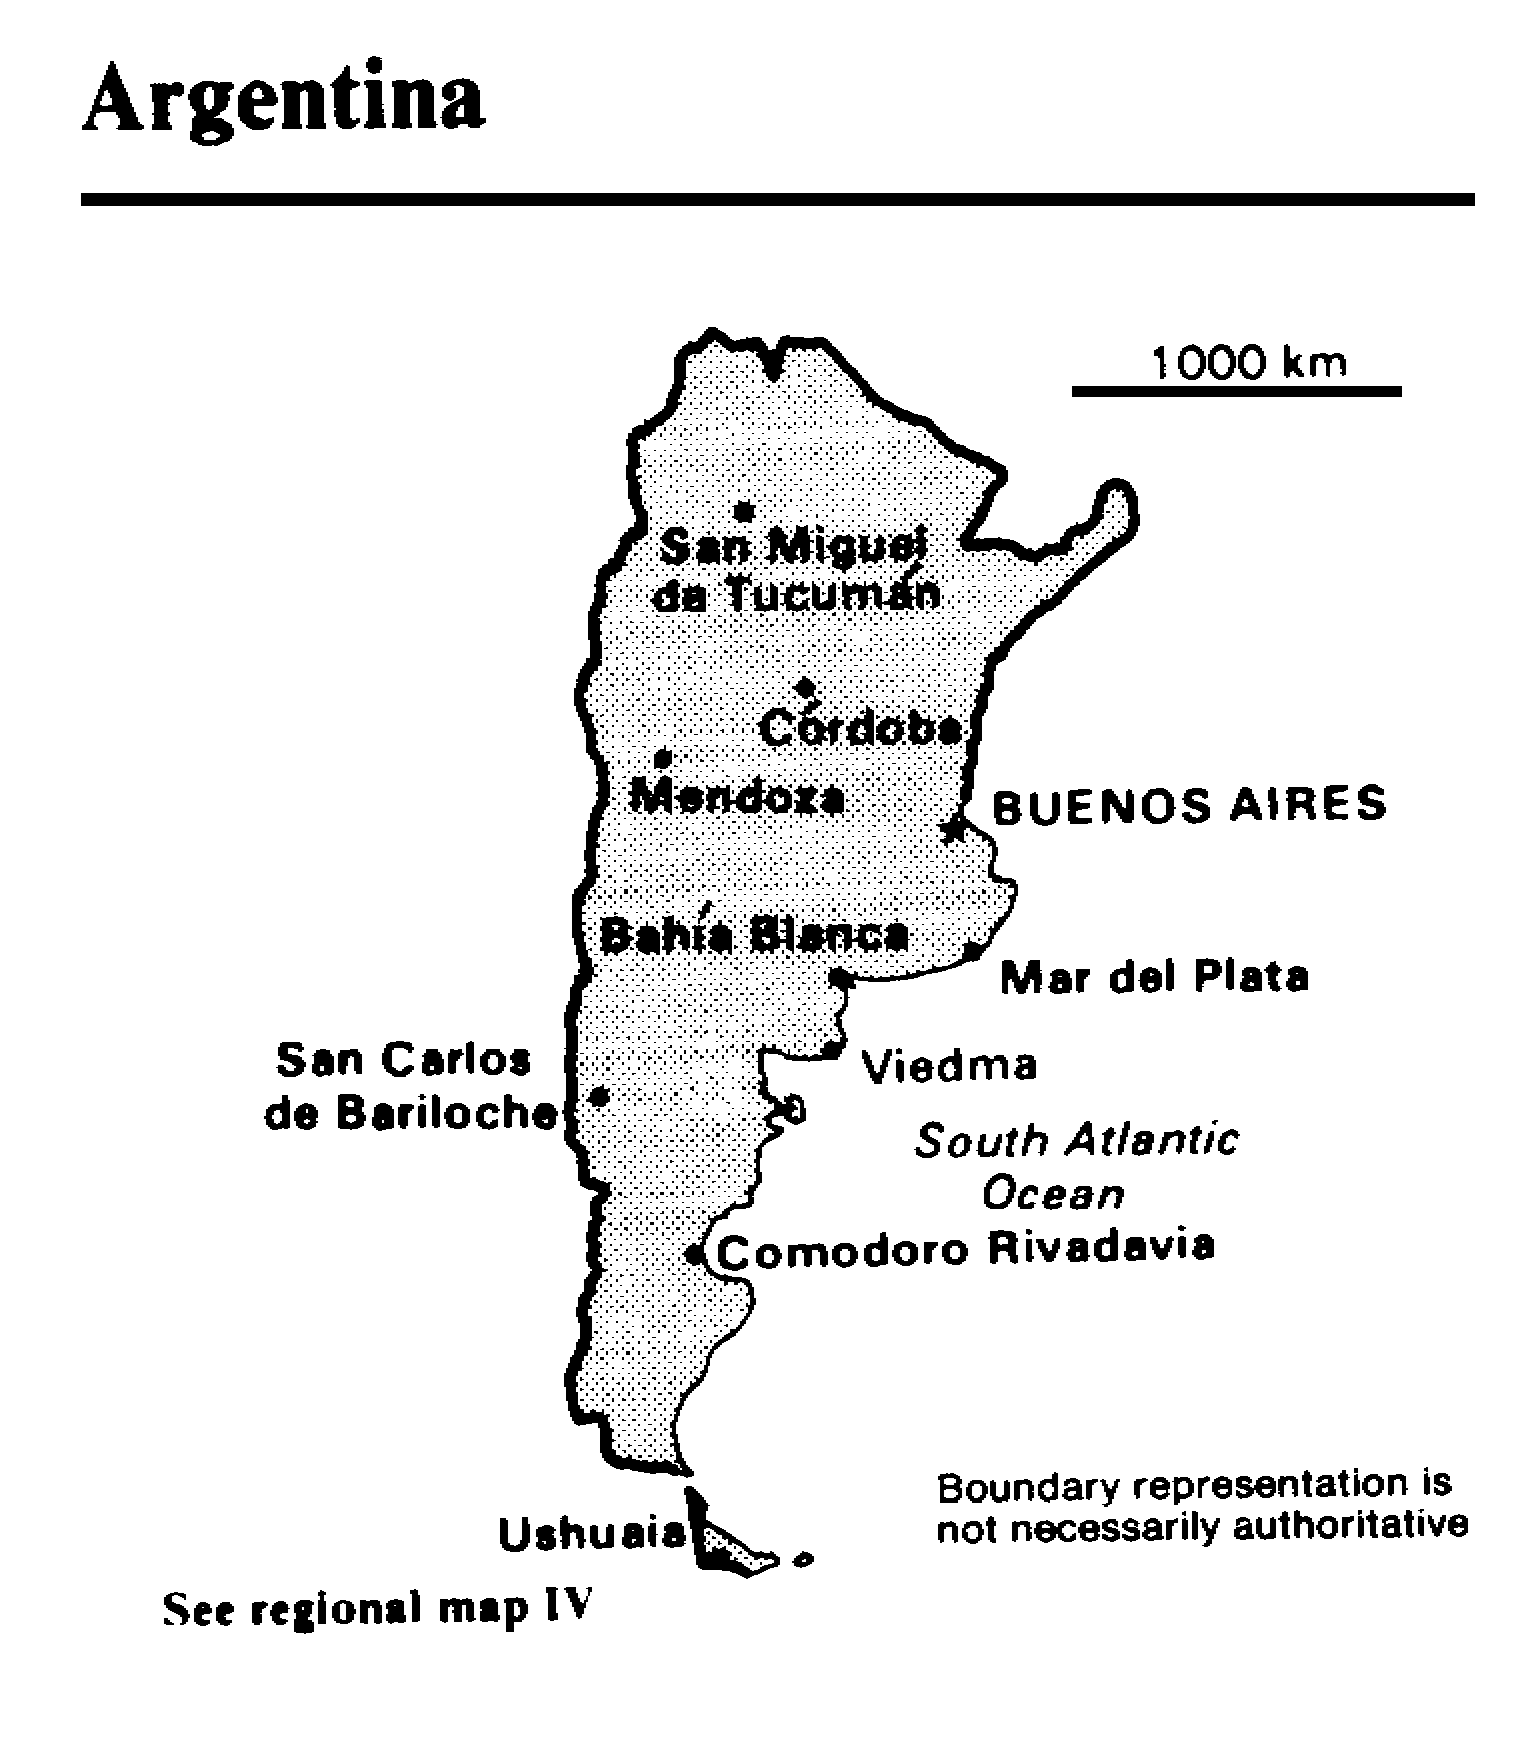 Argentina
1000 km
San Miguel
de Tucumán
Córdoba
Mendoza
BUENOS AIRES
Bahía Blanca
Mar del Plata
San Carlos
de Bariloche
Viedma
South Atlantic
Ocean
Comodoro Rivadavia
Boundary representation is
not necessarily authoritative
Ushuaia
See regional map IV